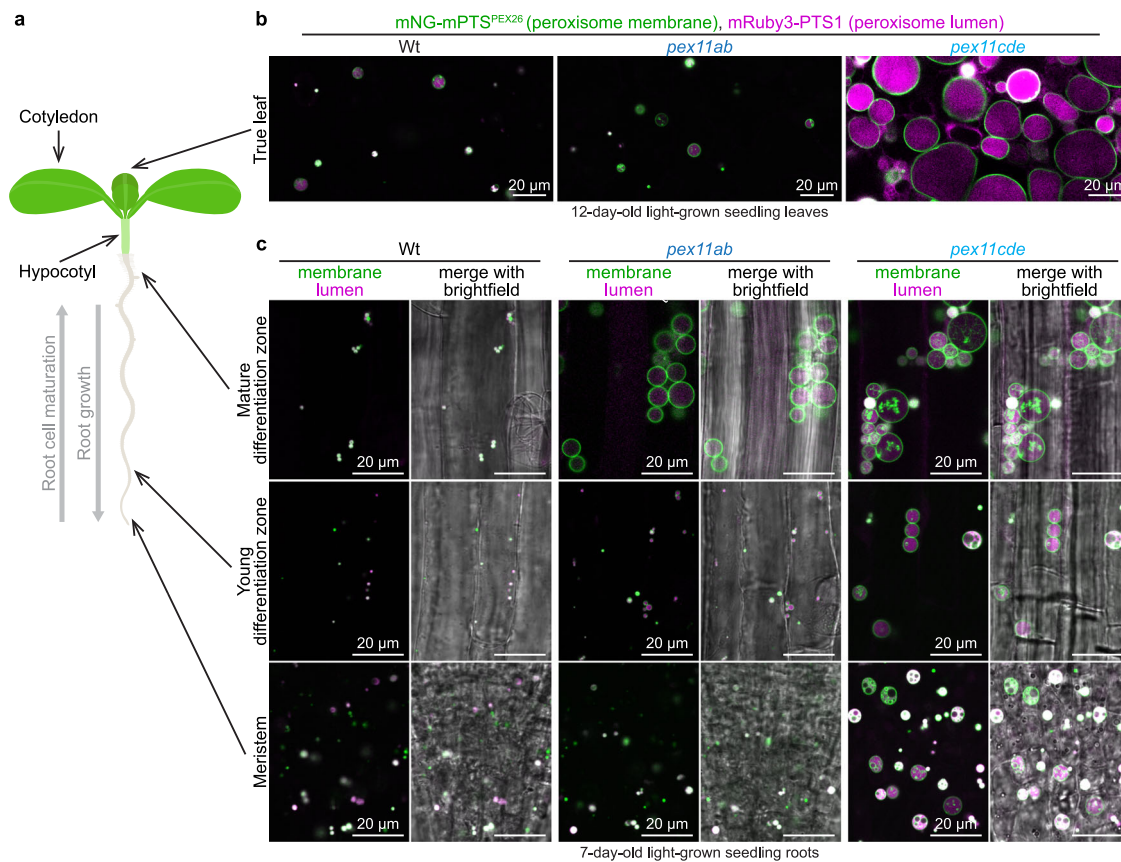 a
Cotyledon
Hypocotyl
Root cell maturation
Root growth
b
mNG-mPTSᴾᴱˣ²⁶ (peroxisome membrane), mRuby3-PTS1 (peroxisome lumen)
Wt
pex11ab
pex11cde
True leaf
20 µm
20 µm
20 µm
12-day-old light-grown seedling leaves
c
Wt
pex11ab
pex11cde
membrane
lumen
merge with
brightfield
membrane
lumen
merge with
brightfield
membrane
lumen
merge with
brightfield
Mature
differentiation zone
20 µm
20 µm
20 µm
Young
differentiation zone
20 µm
20 µm
20 µm
Meristem
20 µm
20 µm
20 µm
7-day-old light-grown seedling roots